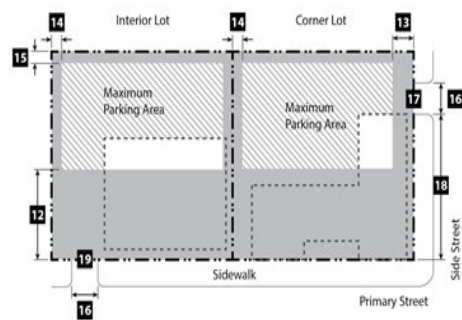 Interior Lot
Corner Lot
14
14
13
15
Maximum
Parking Area
Maximum
Parking Area
17
16
12
18
19
16
Sidewalk
Primary Street
Side Street